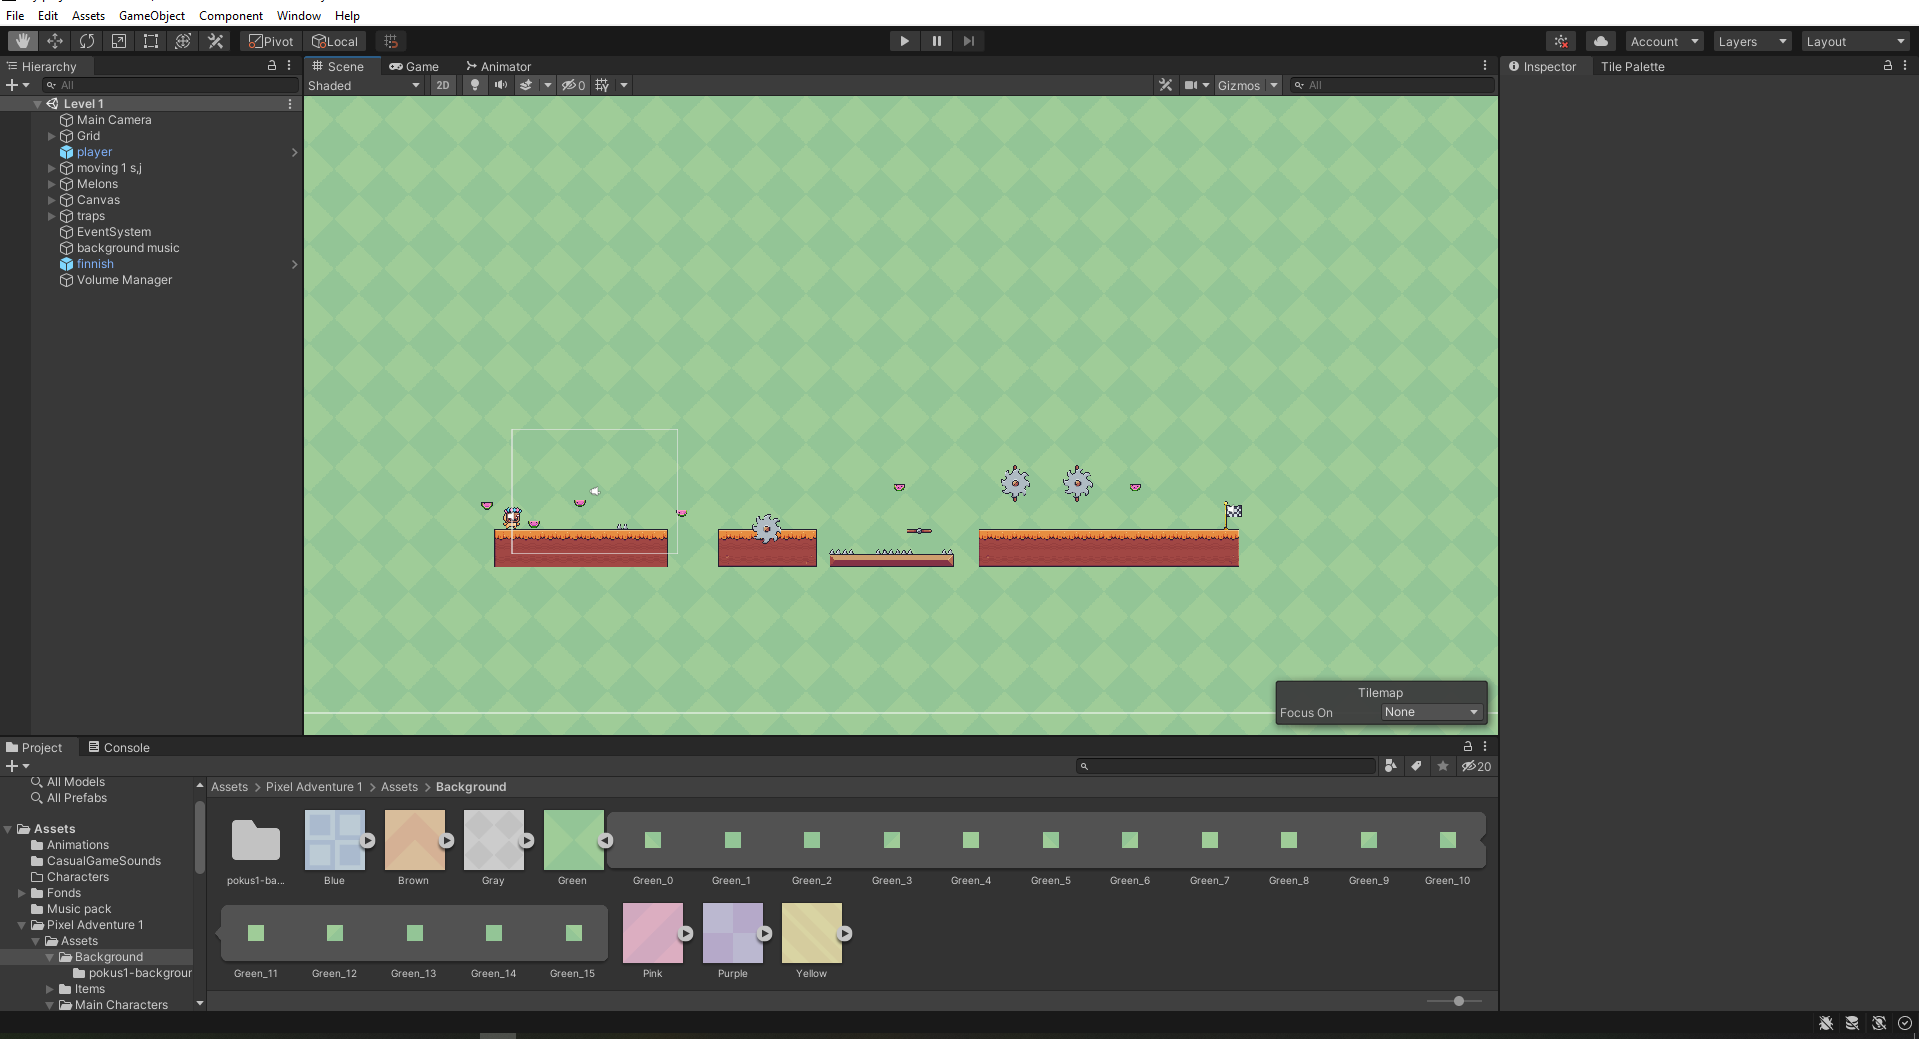 File Edit Assets GameObject Component Window Help
Pivot Local Account Layers Layout
Hierarchy
All
Level 1
Main Camera
Grid
player
moving 1 s,j
Melons
Canvas
traps
EventSystem
background music
finnish
Volume Manager
Scene Game Animator
Shaded 2D 0 Gizmos All
Tilemap
Focus On None
Inspector Tile Palette
Project Console
20
All Models
All Prefabs
Assets
Animations
CasualGameSounds
Characters
Fonds
Music pack
Pixel Adventure 1
Assets
Background
pokus1-backgrour
Items
Main Characters
Assets > Pixel Adventure 1 > Assets > Background
pokus1-ba... Blue Brown Gray Green Green_0 Green_1 Green_2 Green_3 Green_4 Green_5 Green_6 Green_7 Green_8 Green_9 Green_10
Green_11 Green_12 Green_13 Green_14 Green_15 Pink Purple Yellow